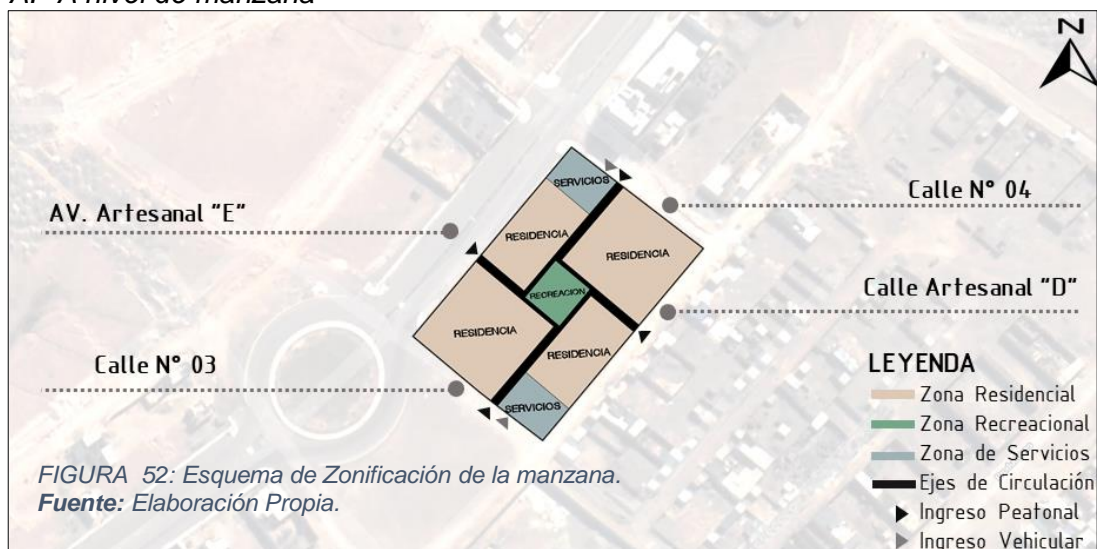 A. A nivel de manzana
N
AV. Artesanal "E"
Calle N° 04
Calle Artesanal "D"
Calle N° 03
SERVICIOS
RESIDENCIA
RESIDENCIA
RECREACION
RESIDENCIA
RESIDENCIA
SERVICIOS
LEYENDA
Zona Residencial
Zona Recreacional
Zona de Servicios
Ejes de Circulación
Ingreso Peatonal
Ingreso Vehicular
FIGURA 52: Esquema de Zonificación de la manzana.
Fuente: Elaboración Propia.